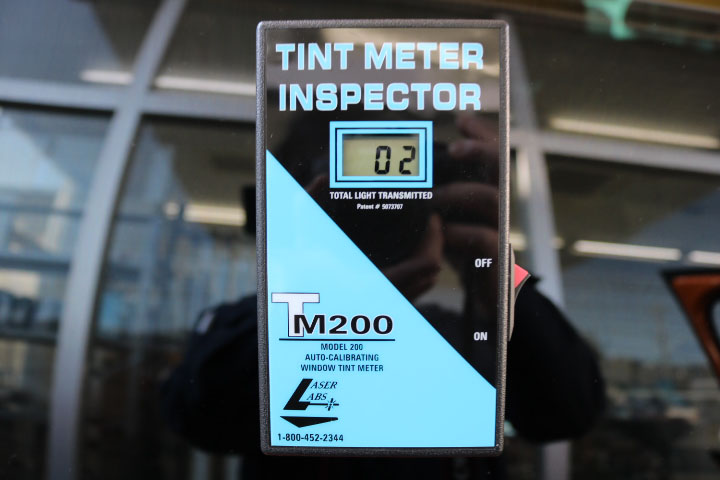 TINT METER
INSPECTOR
02
TOTAL LIGHT TRANSMITTED
Patent # 5073707
OFF
ON
TM200
MODEL 200
AUTO-CALIBRATING
WINDOW TINT METER
LASER
LABS
1-800-452-2344